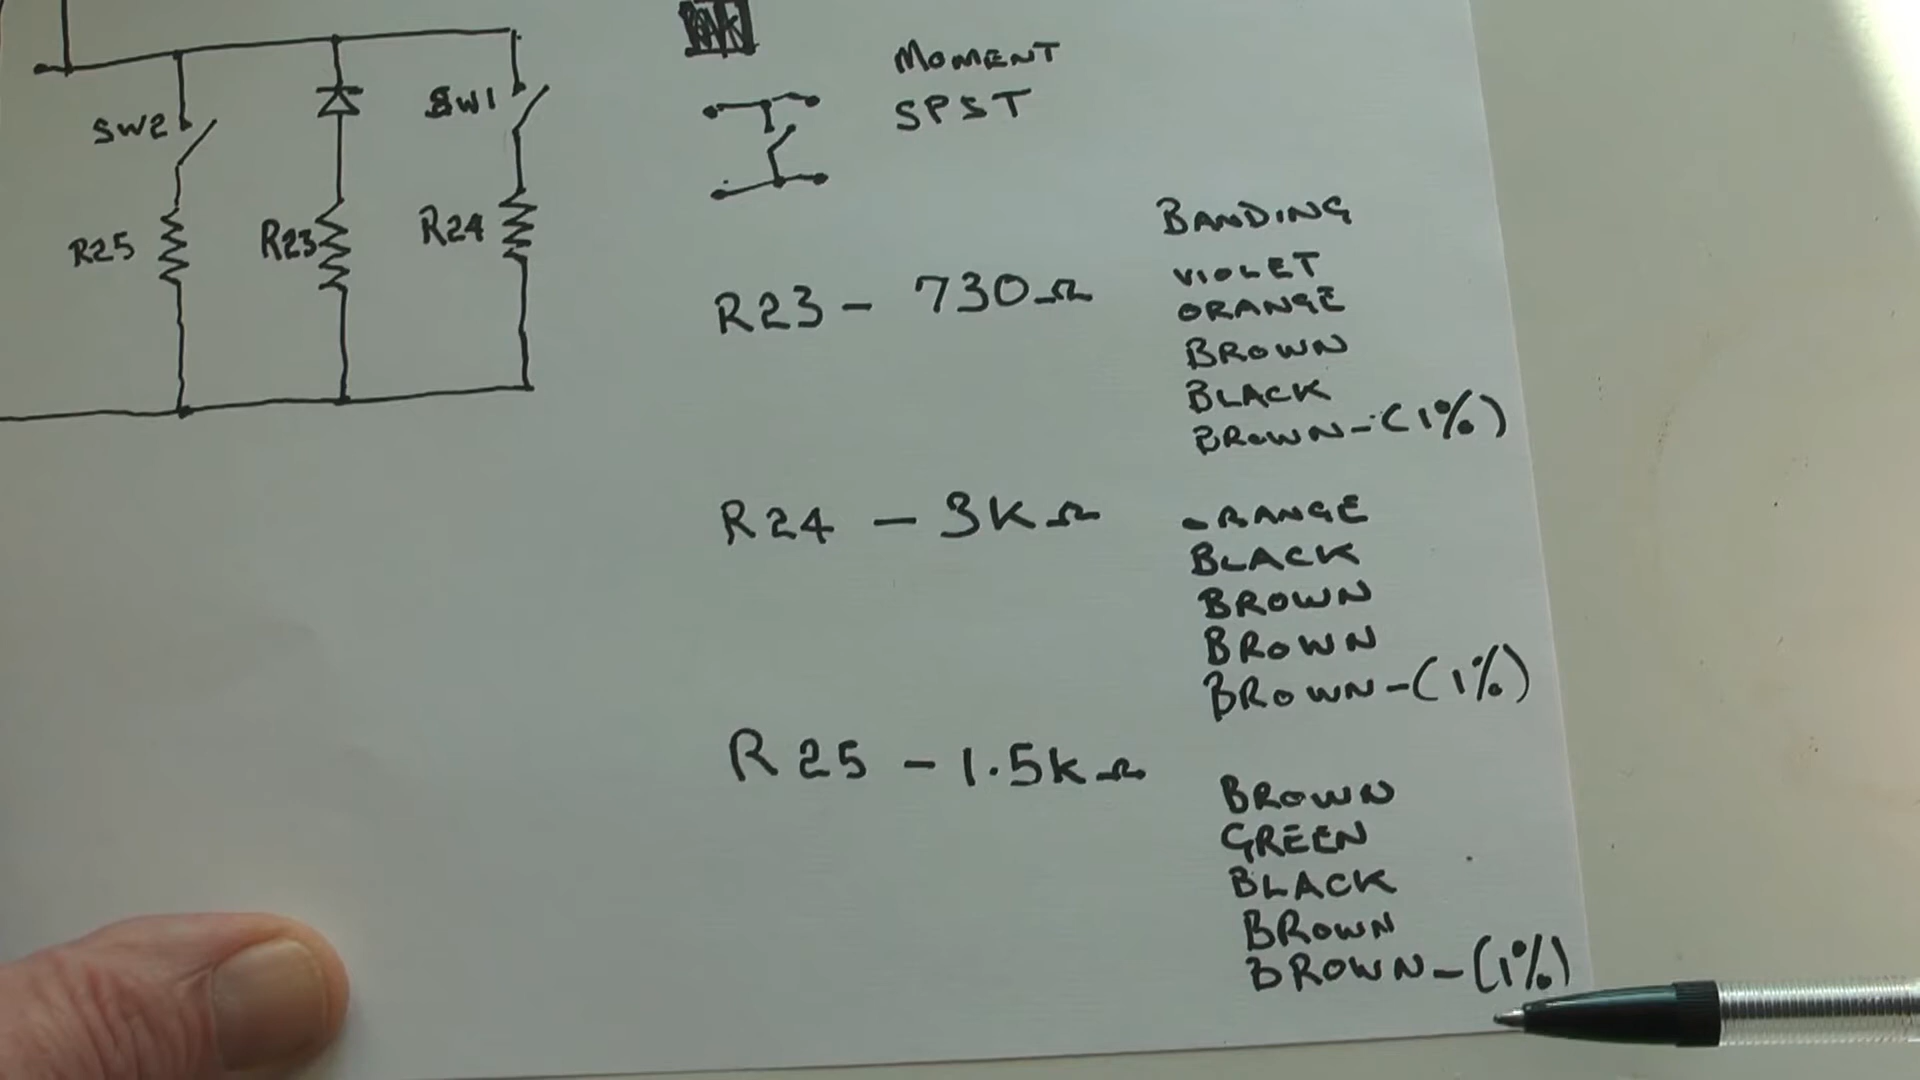 MOMENT
SPST
SW2
SW1
R25
R23
R24
BANDING
R23 - 730Ω
VIOLET
ORANGE
BROWN
BLACK
BROWN-(1%)
R24 - 3KΩ
ORANGE
BLACK
BROWN
BROWN
BROWN-(1%)
R25 - 1.5KΩ
BROWN
GREEN
BLACK
BROWN
BROWN-(1%)